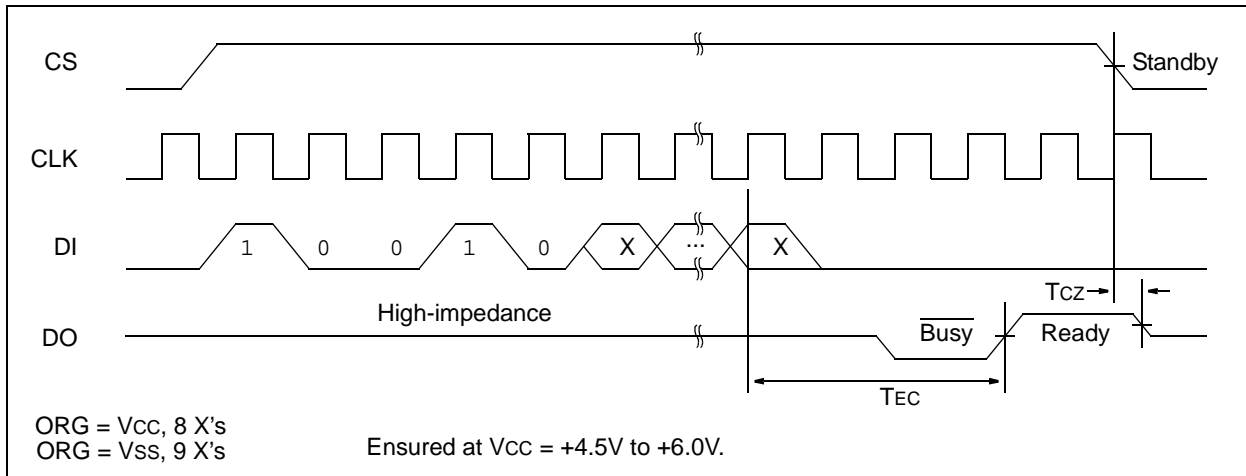 CS
Standby
CLK
DI
1 0 0 1 0 X ... X
TCZ
High-impedance
DO
Busy
Ready
TEC
ORG = VCC, 8 X's
ORG = VSS, 9 X's
Ensured at VCC = +4.5V to +6.0V.